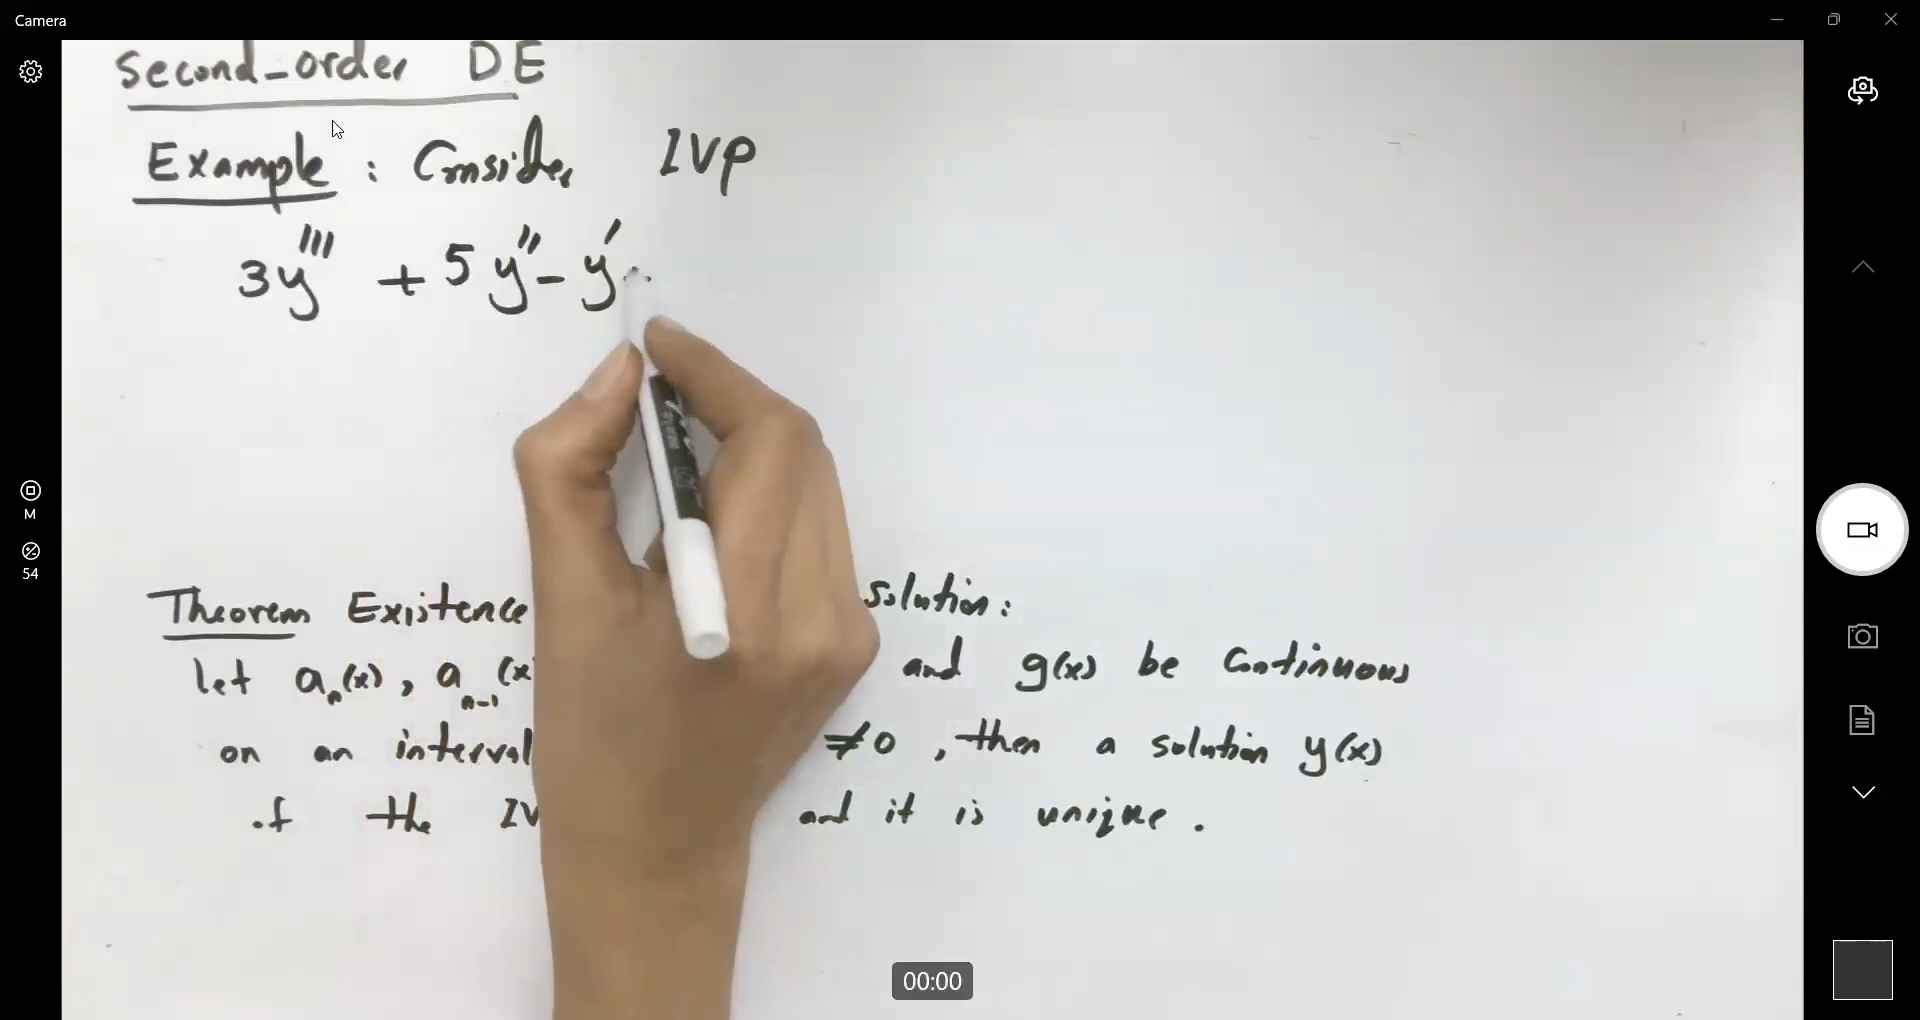 Camera
second-order DE
Example : Consider IVP
3y''' + 5y'' - y'
Theorem Existence solution:
let aₙ(x), aₙ₋₁(x and g(x) be continuous
on an interval ≠0, then a solution y(x)
of the IV and it is unique.
M
54
00:00